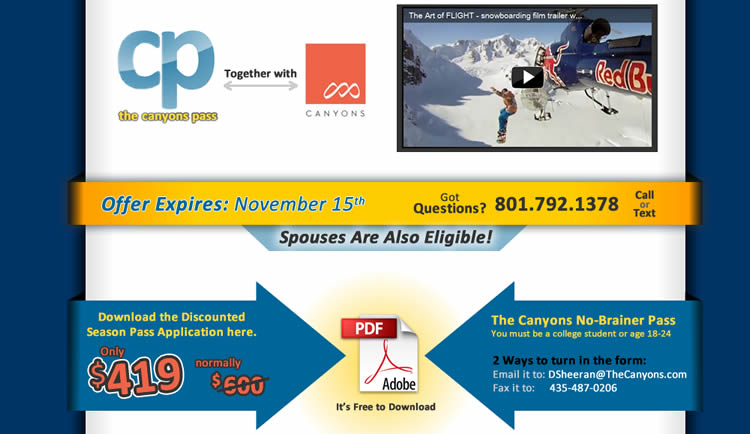 cp
the canyons pass
Together with
CANYONS
The Art of FLIGHT - snowboarding film trailer w...
RedBu
Offer Expires: November 15th
Got
Questions?
801.792.1378
Call
or
Text
Spouses Are Also Eligible!
Download the Discounted
Season Pass Application here.
Only
$419
normally
$600
PDF
Adobe
It's Free to Download
The Canyons No-Brainer Pass
You must be a college student or age 18-24
2 Ways to turn in the form:
Email it to: DSheeran@TheCanyons.com
Fax it to: 435-487-0206